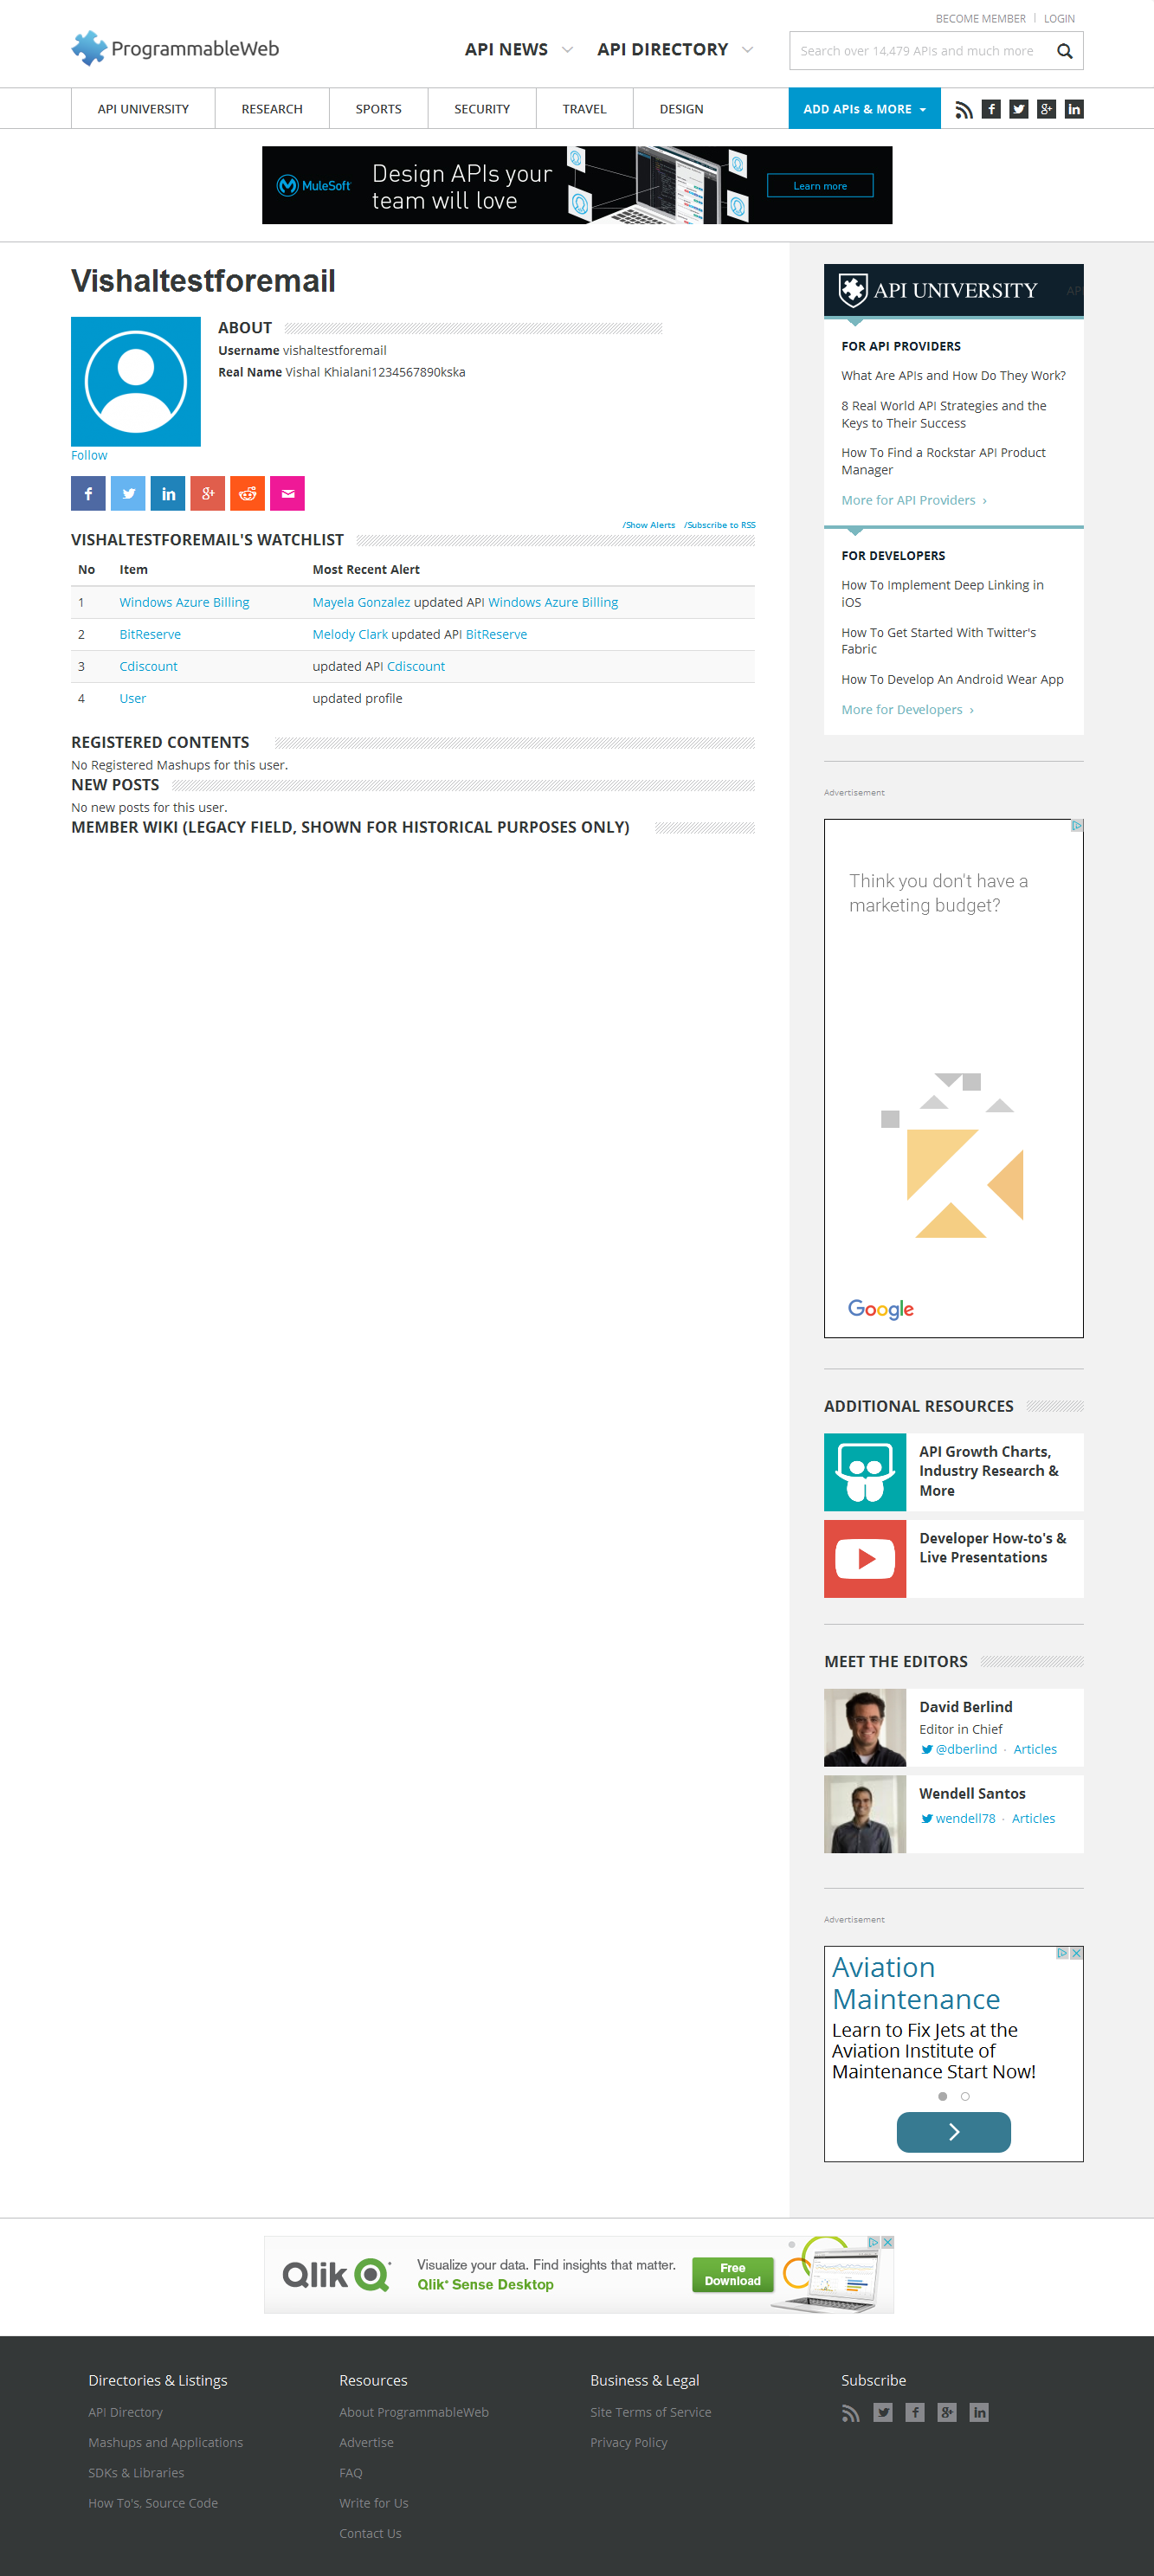 BECOME MEMBER | LOGIN
ProgrammableWeb
API NEWS
API DIRECTORY
Search over 14,479 APIs and much more
API UNIVERSITY
RESEARCH
SPORTS
SECURITY
TRAVEL
DESIGN
ADD APIs & MORE
MuleSoft
Design APIs your
team will love
Learn more
Vishaltestforemail
ABOUT
Username vishaltestforemail
Real Name Vishal Khialani1234567890kska
Follow
/Show Alerts /Subscribe to RSS
VISHALTESTFOREMAIL'S WATCHLIST
No Item Most Recent Alert
1 Windows Azure Billing Mayela Gonzalez updated API Windows Azure Billing
2 BitReserve Melody Clark updated API BitReserve
3 Cdiscount updated API Cdiscount
4 User updated profile
REGISTERED CONTENTS
No Registered Mashups for this user.
NEW POSTS
No new posts for this user.
MEMBER WIKI (LEGACY FIELD, SHOWN FOR HISTORICAL PURPOSES ONLY)
API UNIVERSITY
FOR API PROVIDERS
What Are APIs and How Do They Work?
8 Real World API Strategies and the
Keys to Their Success
How To Find a Rockstar API Product
Manager
More for API Providers ›
FOR DEVELOPERS
How To Implement Deep Linking in
iOS
How To Get Started With Twitter's
Fabric
How To Develop An Android Wear App
More for Developers ›
Advertisement
Think you don't have a
marketing budget?
Google
ADDITIONAL RESOURCES
API Growth Charts,
Industry Research &
More
Developer How-to's &
Live Presentations
MEET THE EDITORS
David Berlind
Editor in Chief
@dberlind · Articles
Wendell Santos
wendell78 · Articles
Advertisement
Aviation
Maintenance
Learn to Fix Jets at the
Aviation Institute of
Maintenance Start Now!
Qlik
Visualize your data. Find insights that matter.
Qlik Sense Desktop
Free
Download
Directories & Listings
API Directory
Mashups and Applications
SDKs & Libraries
How To's, Source Code
Resources
About ProgrammableWeb
Advertise
FAQ
Write for Us
Contact Us
Business & Legal
Site Terms of Service
Privacy Policy
Subscribe